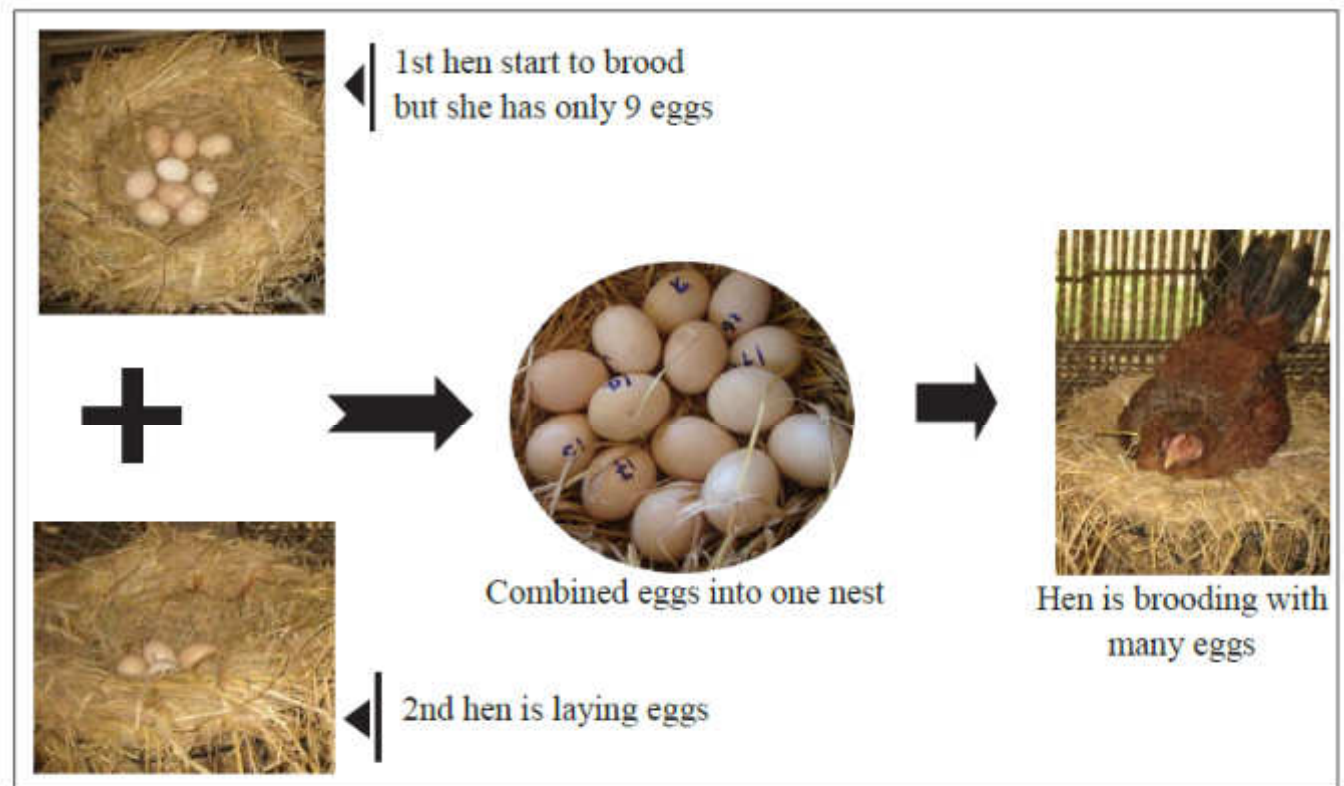 1st hen start to brood
but she has only 9 eggs
Combined eggs into one nest
Hen is brooding with
many eggs
2nd hen is laying eggs